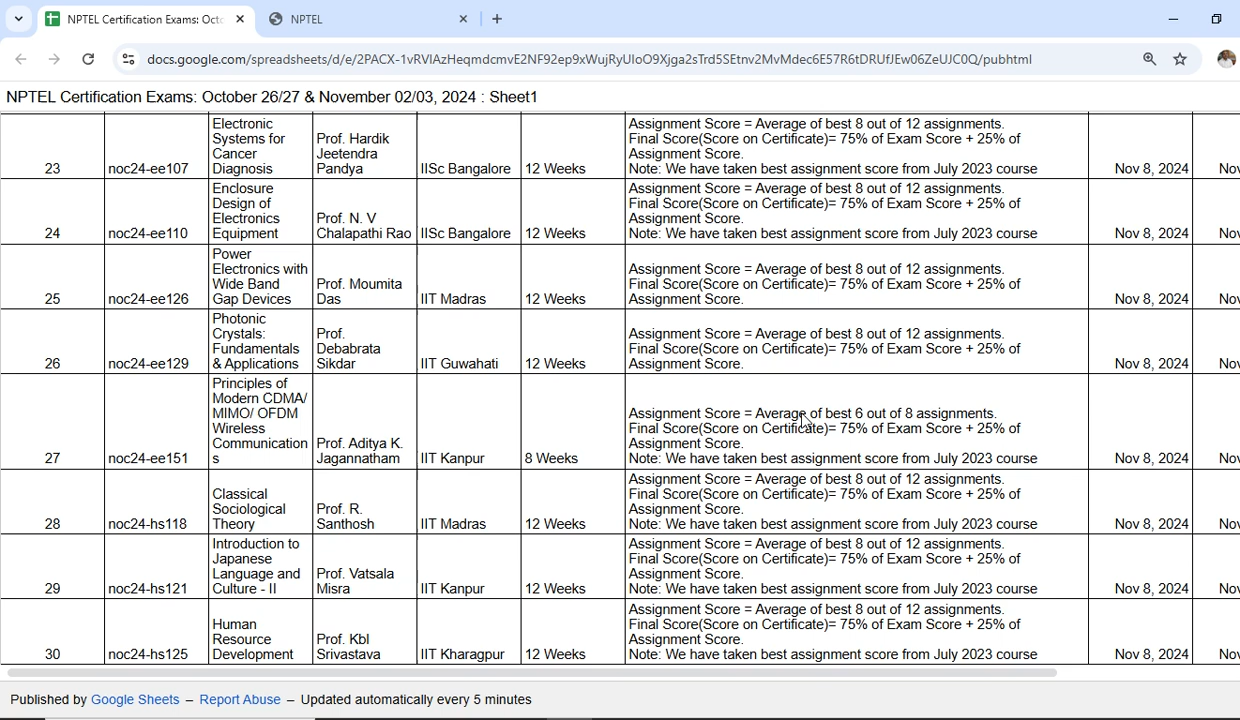 NPTEL Certification Exams: Octo
NPTEL
docs.google.com/spreadsheets/d/e/2PACX-1vRVIAzHeqmdcmvE2NF92ep9xWujRyUIoO9Xjga2sTrd5SEtnv2MvMdec6E57R6tDRUfJEw06ZeUJC0Q/pubhtml
NPTEL Certification Exams: October 26/27 & November 02/03, 2024 : Sheet1
23
noc24-ee107
Electronic
Systems for
Cancer
Diagnosis
Prof. Hardik
Jeetendra
Pandya
IISc Bangalore
12 Weeks
Assignment Score = Average of best 8 out of 12 assignments.
Final Score(Score on Certificate)= 75% of Exam Score + 25% of
Assignment Score.
Note: We have taken best assignment score from July 2023 course
Nov 8, 2024
Nov
24
noc24-ee110
Enclosure
Design of
Electronics
Equipment
Prof. N. V
Chalapathi Rao
IISc Bangalore
12 Weeks
Assignment Score = Average of best 8 out of 12 assignments.
Final Score(Score on Certificate)= 75% of Exam Score + 25% of
Assignment Score.
Note: We have taken best assignment score from July 2023 course
Nov 8, 2024
Nov
25
noc24-ee126
Power
Electronics with
Wide Band
Gap Devices
Prof. Moumita
Das
IIT Madras
12 Weeks
Assignment Score = Average of best 8 out of 12 assignments.
Final Score(Score on Certificate)= 75% of Exam Score + 25% of
Assignment Score.
Nov 8, 2024
Nov
26
noc24-ee129
Photonic
Crystals:
Fundamentals
& Applications
Prof.
Debabrata
Sikdar
IIT Guwahati
12 Weeks
Assignment Score = Average of best 8 out of 12 assignments.
Final Score(Score on Certificate)= 75% of Exam Score + 25% of
Assignment Score.
Nov 8, 2024
Nov
27
noc24-ee151
Principles of
Modern CDMA/
MIMO/ OFDM
Wireless
Communication
s
Prof. Aditya K.
Jagannatham
IIT Kanpur
8 Weeks
Assignment Score = Average of best 6 out of 8 assignments.
Final Score(Score on Certificate)= 75% of Exam Score + 25% of
Assignment Score.
Note: We have taken best assignment score from July 2023 course
Nov 8, 2024
Nov
28
noc24-hs118
Classical
Sociological
Theory
Prof. R.
Santhosh
IIT Madras
12 Weeks
Assignment Score = Average of best 8 out of 12 assignments.
Final Score(Score on Certificate)= 75% of Exam Score + 25% of
Assignment Score.
Note: We have taken best assignment score from July 2023 course
Nov 8, 2024
Nov
29
noc24-hs121
Introduction to
Japanese
Language and
Culture - II
Prof. Vatsala
Misra
IIT Kanpur
12 Weeks
Assignment Score = Average of best 8 out of 12 assignments.
Final Score(Score on Certificate)= 75% of Exam Score + 25% of
Assignment Score.
Note: We have taken best assignment score from July 2023 course
Nov 8, 2024
Nov
30
noc24-hs125
Human
Resource
Development
Prof. Kbl
Srivastava
IIT Kharagpur
12 Weeks
Assignment Score = Average of best 8 out of 12 assignments.
Final Score(Score on Certificate)= 75% of Exam Score + 25% of
Assignment Score.
Note: We have taken best assignment score from July 2023 course
Nov 8, 2024
Nov
Published by Google Sheets – Report Abuse – Updated automatically every 5 minutes